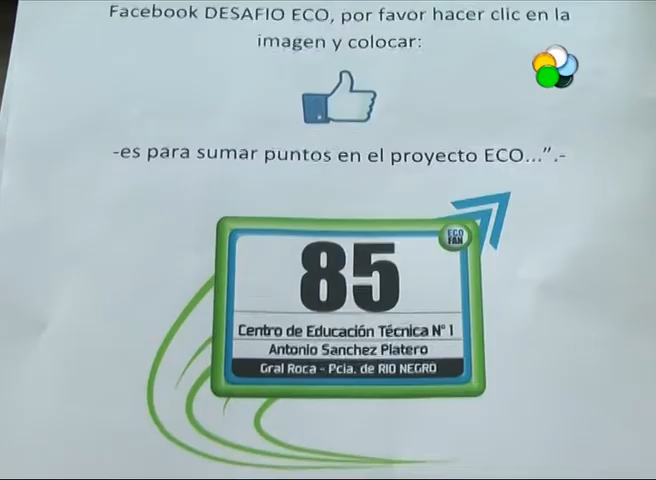 Facebook DESAFIO ECO, por favor hacer clic en la
imagen y colocar:
-es para sumar puntos en el proyecto ECO...”.-
ECO
FAN
85
Centro de Educación Técnica N° 1
Antonio Sanchez Platero
Gral Roca - Pcia. de RIO NEGRO